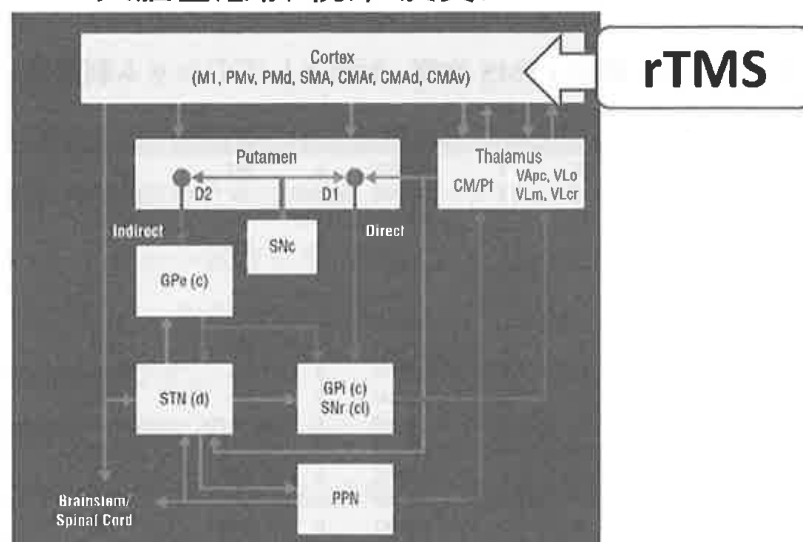 Cortex
(M1, PMv, PMd, SMA, CMAr, CMAd, CMAv)
rTMS
Putamen
D2
D1
Thalamus
CM/Pf
VApc, VLo
VLm, VLcr
Indirect
SNc
Direct
GPe (c)
STN (d)
GPi (c)
SNr (cl)
PPN
Brainstem/
Spinal Cord